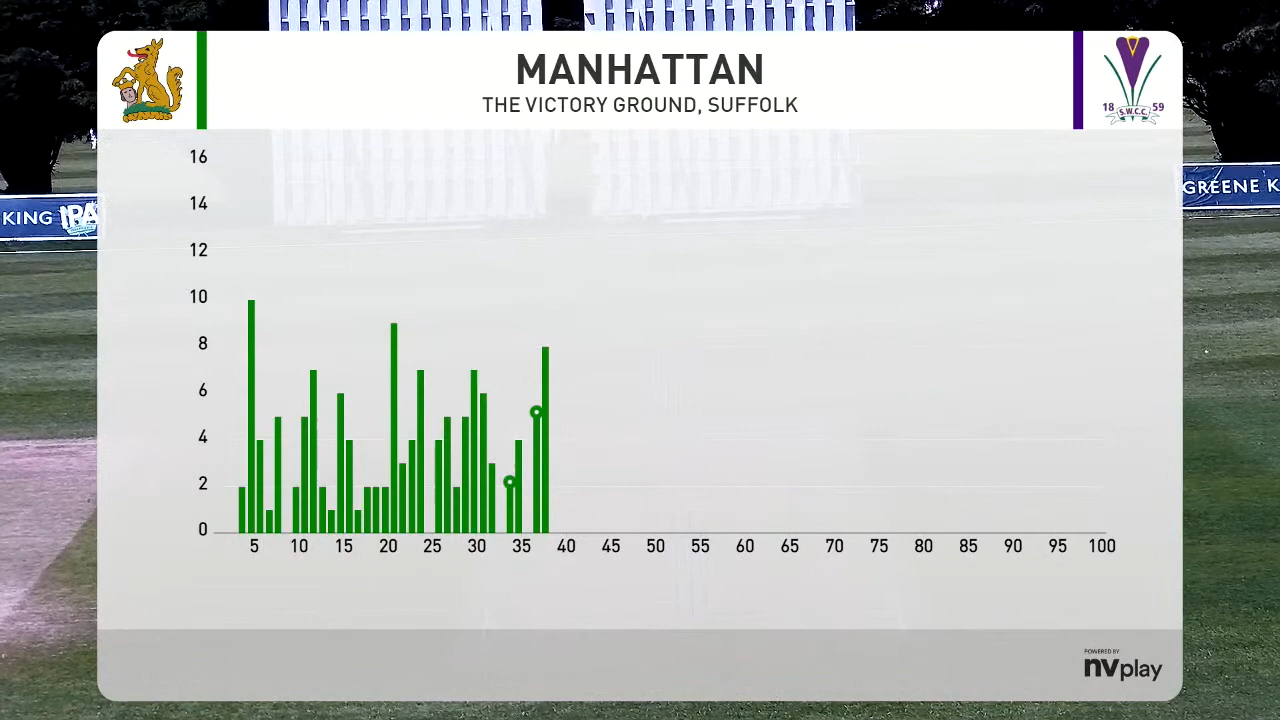 MANHATTAN
THE VICTORY GROUND, SUFFOLK
18 59
S.W.C.C.
KING IPA
GREENE K
16
14
12
10
8
6
4
2
0
5 10 15 20 25 30 35 40 45 50 55 60 65 70 75 80 85 90 95 100
POWERED BY
nvplay